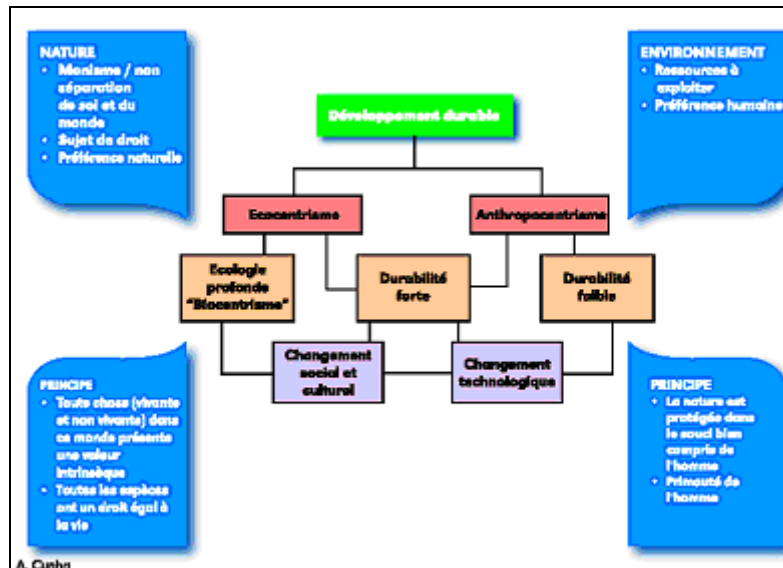 NATURE
• Monisme / non
séparation
de soi et du
monde
• Sujet de droit
• Préférence naturelle
ENVIRONNEMENT
• Ressources à
exploiter
• Préférence humaine
Développement durable
Ecocentrisme
Anthropocentrisme
Ecologie
profonde
"Biocentrisme"
Durabilité
forte
Durabilité
faible
Changement
social et
culturel
Changement
technologique
PRINCIPE
• Toute chose (vivante
et non vivante) dans
ce monde présente
une valeur
intrinsèque
• Toutes les espèces
ont un droit égal à
la vie
PRINCIPE
• La nature est
protégée dans
le souci bien
compris de
l'homme
• Primauté de
l'homme
A. Cunha